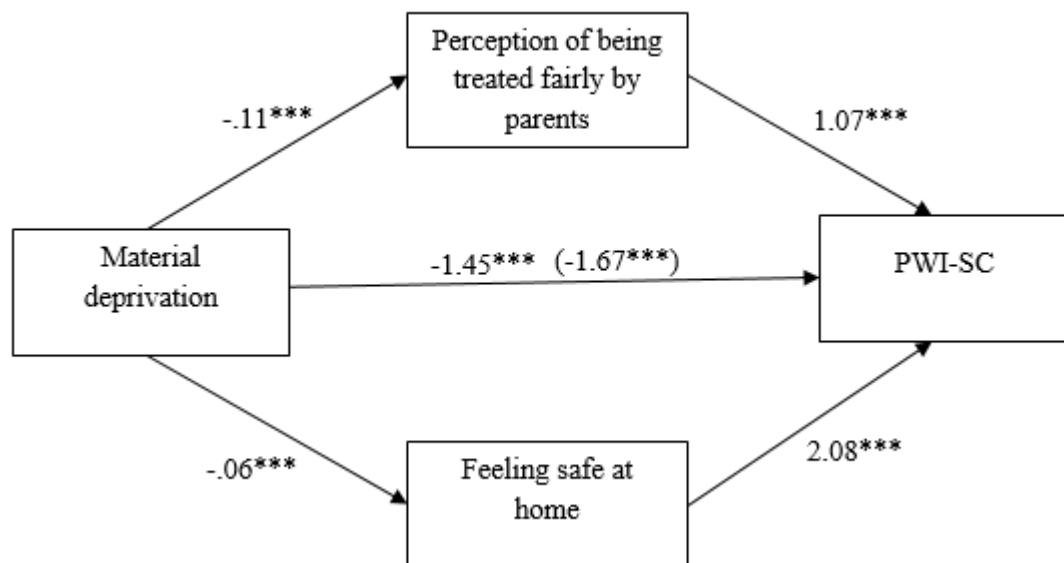 Perception of being
treated fairly by
parents
-.11***
1.07***
Material
deprivation
-1.45*** (-1.67***)
PWI-SC
-.06***
2.08***
Feeling safe at
home